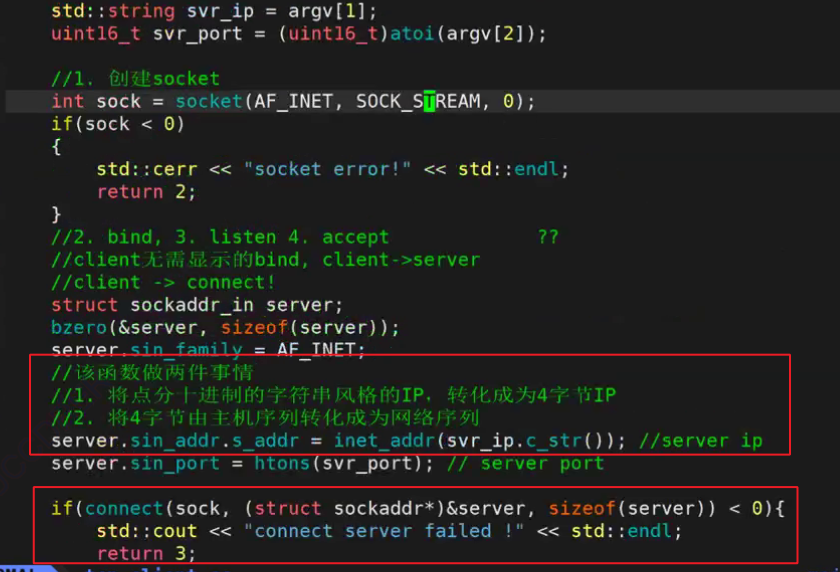 std::string svr_ip = argv[1];
uint16_t svr_port = (uint16_t)atoi(argv[2]);
//1. 创建socket
int sock = socket(AF_INET, SOCK_STREAM, 0);
if(sock < 0)
{
std::cerr << "socket error!" << std::endl;
return 2;
}
//2. bind, 3. listen 4. accept ??
//client无需显示的bind, client->server
//client -> connect!
struct sockaddr_in server;
bzero(&server, sizeof(server));
server.sin_family = AF_INET;
//该函数做两件事情
//1. 将点分十进制的字符串风格的IP，转化成为4字节IP
//2. 将4字节由主机序列转化成为网络序列
server.sin_addr.s_addr = inet_addr(svr_ip.c_str()); //server ip
server.sin_port = htons(svr_port); // server port
if(connect(sock, (struct sockaddr*)&server, sizeof(server)) < 0){
std::cout << "connect server failed !" << std::endl;
return 3;